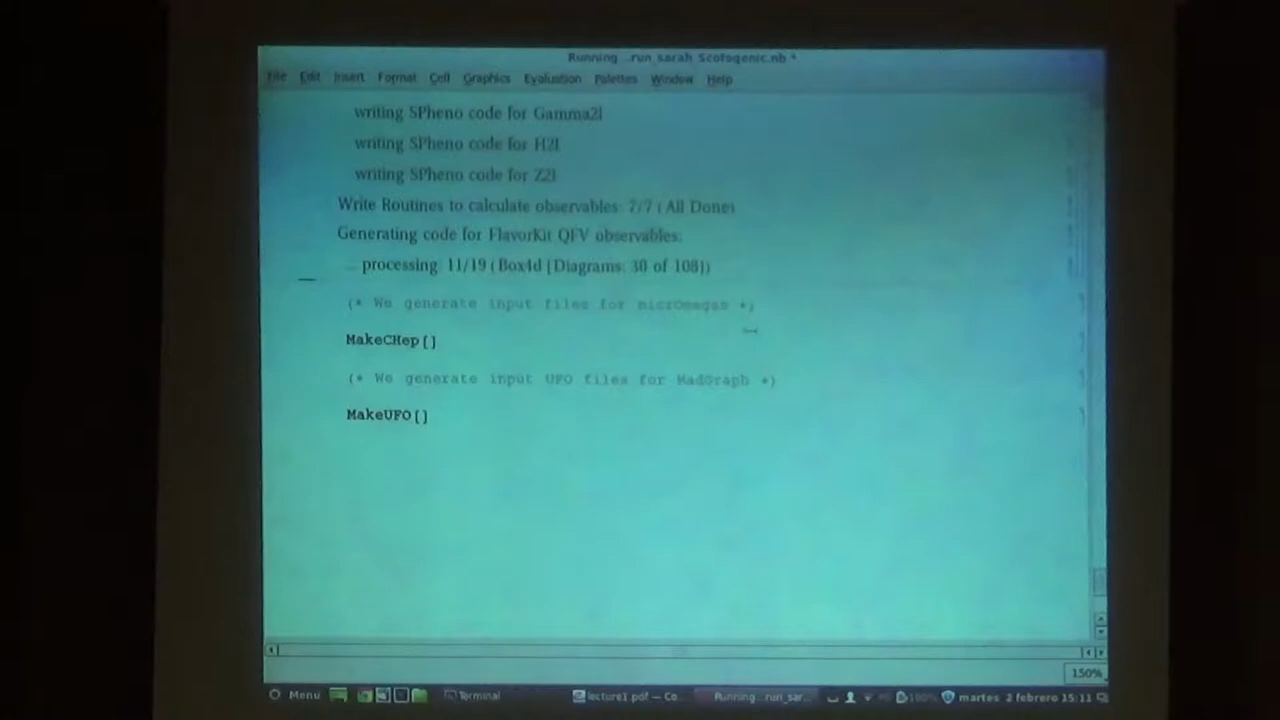 Running ...run_sarah_Scotogenic.nb *
File Edit Insert Format Cell Graphics Evaluation Palettes Window Help
writing SPheno code for Gamma2l
writing SPheno code for H2l
writing SPheno code for Z2l
Write Routines to calculate observables: 7/7 (All Done)
Generating code for FlavorKit QFV observables:
... processing 11/19 (Box4d [Diagrams: 30 of 108])
(* We generate input files for micrOmegas *)
MakeCHep[]
(* We generate input UFO files for MadGraph *)
MakeUFO[]
150%
Menu Terminal lecture1.pdf — Co... Running...run_sar... 100% martes 2 febrero 15:11